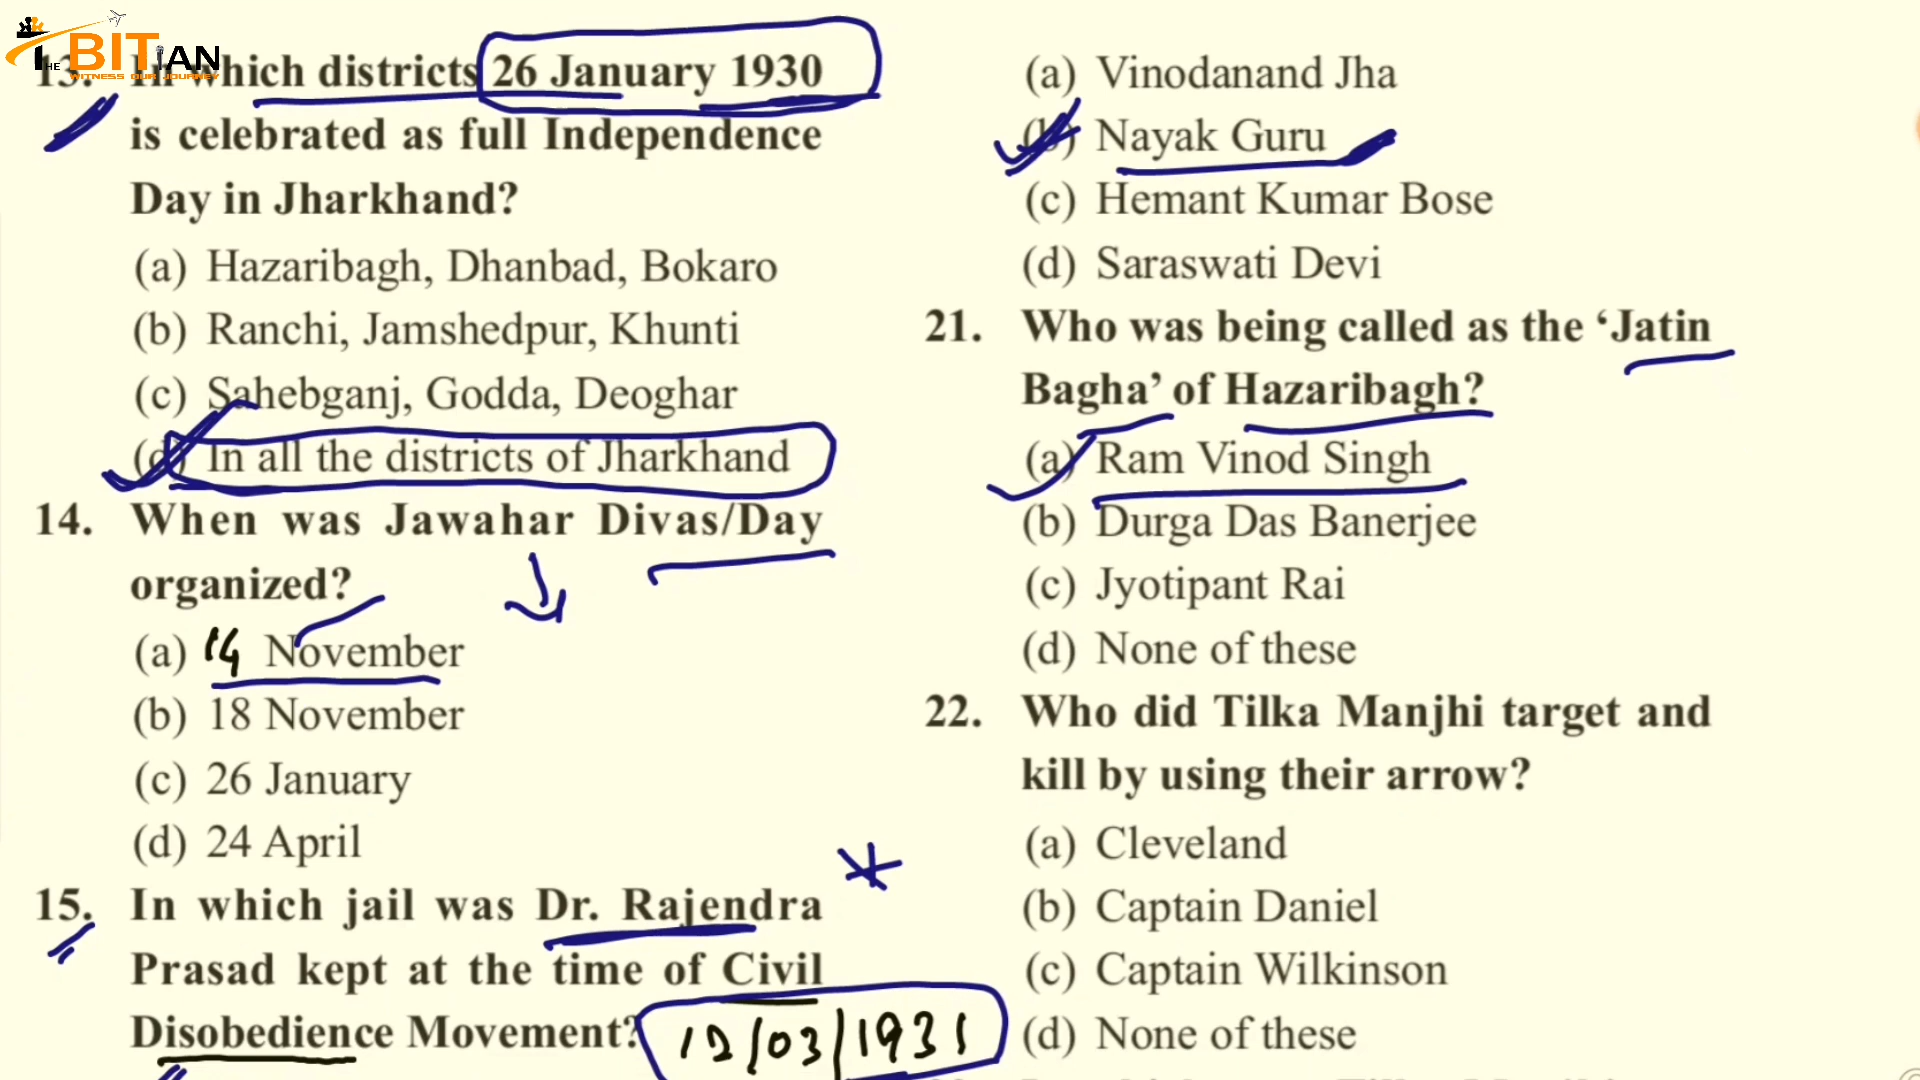 THE BITIAN
WITNESS OUR JOURNEY
13. In which districts 26 January 1930
is celebrated as full Independence
Day in Jharkhand?
(a) Hazaribagh, Dhanbad, Bokaro
(b) Ranchi, Jamshedpur, Khunti
(c) Sahebganj, Godda, Deoghar
(d) In all the districts of Jharkhand
14. When was Jawahar Divas/Day
organized?
(a) 14 November
(b) 18 November
(c) 26 January
(d) 24 April
15. In which jail was Dr. Rajendra
Prasad kept at the time of Civil
Disobedience Movement?
12/03/1931
(a) Vinodanand Jha
(b) Nayak Guru
(c) Hemant Kumar Bose
(d) Saraswati Devi
21. Who was being called as the ‘Jatin
Bagha’ of Hazaribagh?
(a) Ram Vinod Singh
(b) Durga Das Banerjee
(c) Jyotipant Rai
(d) None of these
22. Who did Tilka Manjhi target and
kill by using their arrow?
(a) Cleveland
(b) Captain Daniel
(c) Captain Wilkinson
(d) None of these